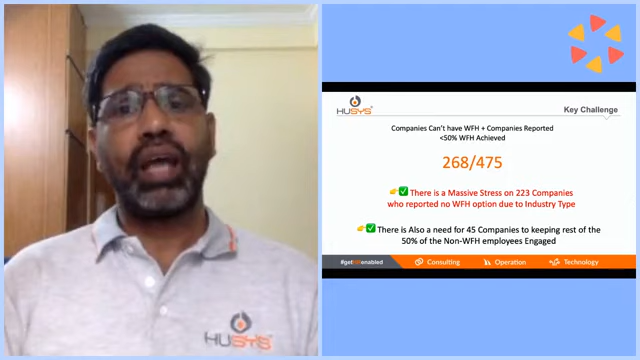 HUSYS
HUSYS
Key Challenge
Companies Can't have WFH + Companies Reported
<50% WFH Achieved
268/475
There is a Massive Stress on 223 Companies
who reported no WFH option due to Industry Type
There is Also a need for 45 Companies to keeping rest of the
50% of the Non-WFH employees Engaged
#getHRenabled
Consulting
Operation
Technology